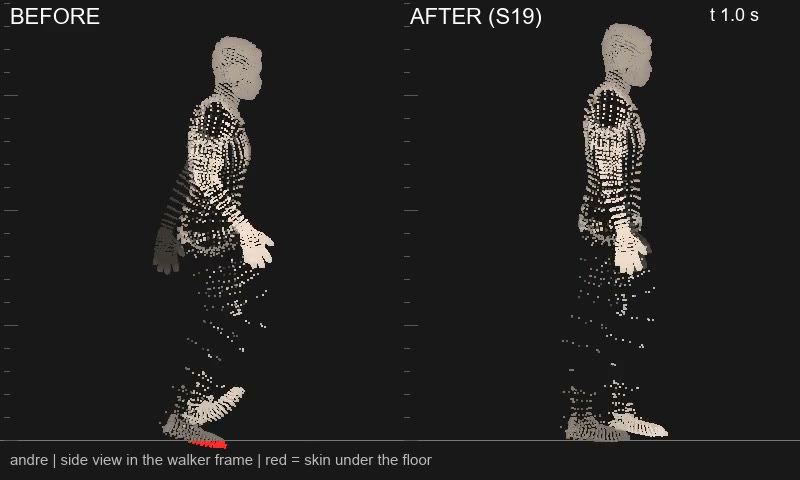 BEFORE
AFTER (S19)
t 1.0 s
andre | side view in the walker frame | red = skin under the floor